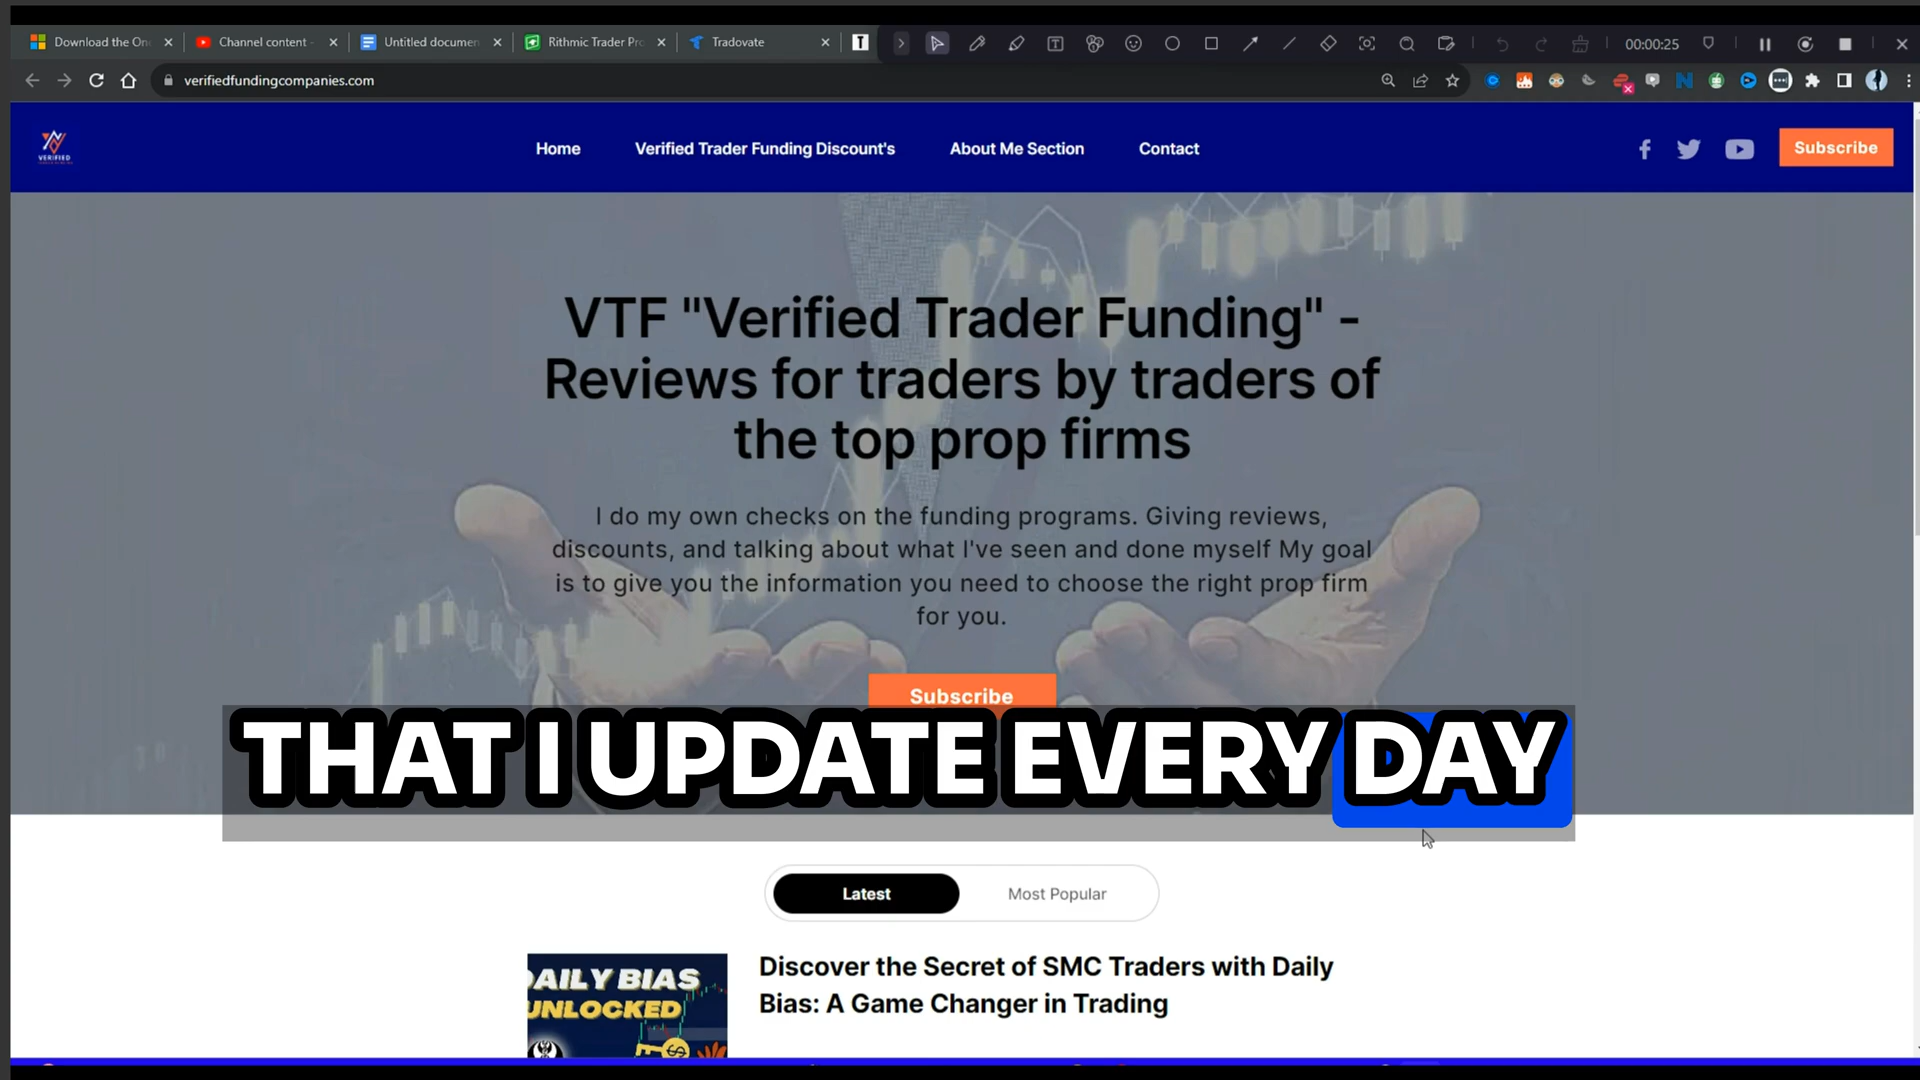 Download the On
Channel content -
Untitled documen
Rithmic Trader Pro
Tradovate
T
00:00:25
verifiedfundingcompanies.com
VERIFIED
Home
Verified Trader Funding Discount's
About Me Section
Contact
Subscribe
VTF "Verified Trader Funding" -
Reviews for traders by traders of
the top prop firms
I do my own checks on the funding programs. Giving reviews,
discounts, and talking about what I've seen and done myself My goal
is to give you the information you need to choose the right prop firm
for you.
Subscribe
THAT I UPDATE EVERY DAY
Latest
Most Popular
DAILY BIAS
UNLOCKED
Discover the Secret of SMC Traders with Daily
Bias: A Game Changer in Trading